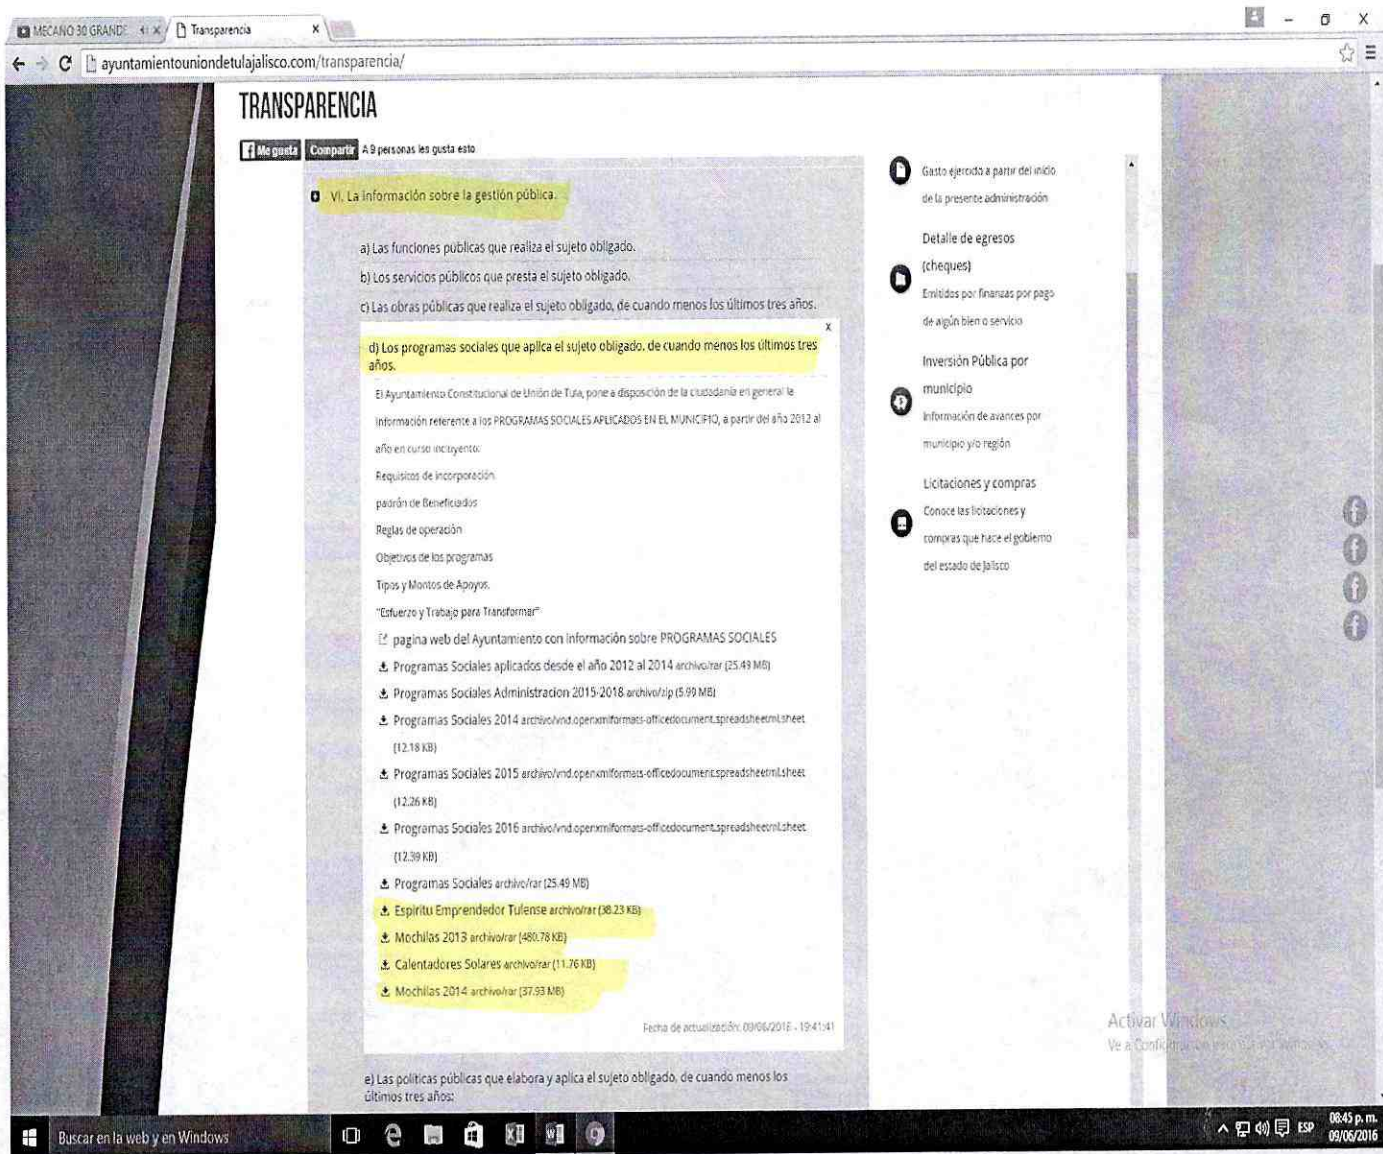 MECANO 30 GRANDE
Transparencia
ayuntamientouniondetulajalisco.com/transparencia/
TRANSPARENCIA
Me gusta Compartir A 9 personas les gusta esto
VI. La información sobre la gestión pública.
a) Las funciones públicas que realiza el sujeto obligado.
b) Los servicios públicos que presta el sujeto obligado.
c) Las obras públicas que realiza el sujeto obligado, de cuando menos los últimos tres años.
x
d) Los programas sociales que aplica el sujeto obligado, de cuando menos los últimos tres
años.
El Ayuntamiento Constitucional de Unión de Tula, pone a disposición de la ciudadanía en general la
información referente a los PROGRAMAS SOCIALES APLICADOS EN EL MUNICIPIO, a partir del año 2012 al
año en curso incluyento:
Requisitos de incorporación
padrón de Beneficiados
Reglas de operación
Objetivos de los programas
Tipos y Montos de Apoyos.
"Esfuerzo y Trabajo para Transformar"
pagina web del Ayuntamiento con información sobre PROGRAMAS SOCIALES
Programas Sociales aplicados desde el año 2012 al 2014 archivo/rar (25.49 MB)
Programas Sociales Administracion 2015-2018 archivo/zip (5.99 MB)
Programas Sociales 2014 archivo/vnd.openxmlformats-officedocument.spreadsheetml.sheet
(12.18 KB)
Programas Sociales 2015 archivo/vnd.openxmlformats-officedocument.spreadsheetml.sheet
(12.26 KB)
Programas Sociales 2016 archivo/vnd.openxmlformats-officedocument.spreadsheetml.sheet
(12.39 KB)
Programas Sociales archivo/rar (25.49 MB)
Espiritu Emprendedor Tulense archivo/rar (38.23 KB)
Mochilas 2013 archivo/rar (480.78 KB)
Calentadores Solares archivo/rar (11.76 KB)
Mochilas 2014 archivo/rar (37.93 MB)
Fecha de actualización: 09/06/2016 - 19:41:41
e) Las políticas públicas que elabora y aplica el sujeto obligado, de cuando menos los
últimos tres años:
Gasto ejercido a partir del inicio
de la presente administración
Detalle de egresos
(cheques)
Emitidos por finanzas por pago
de algún bien o servicio
Inversión Pública por
municipio
Información de avances por
municipio y/o región
Licitaciones y compras
Conoce las licitaciones y
compras que hace el gobierno
del estado de Jalisco
Activar Windows
Ve a
Buscar en la web y en Windows
ESP
08:45 p.m.
09/06/2016